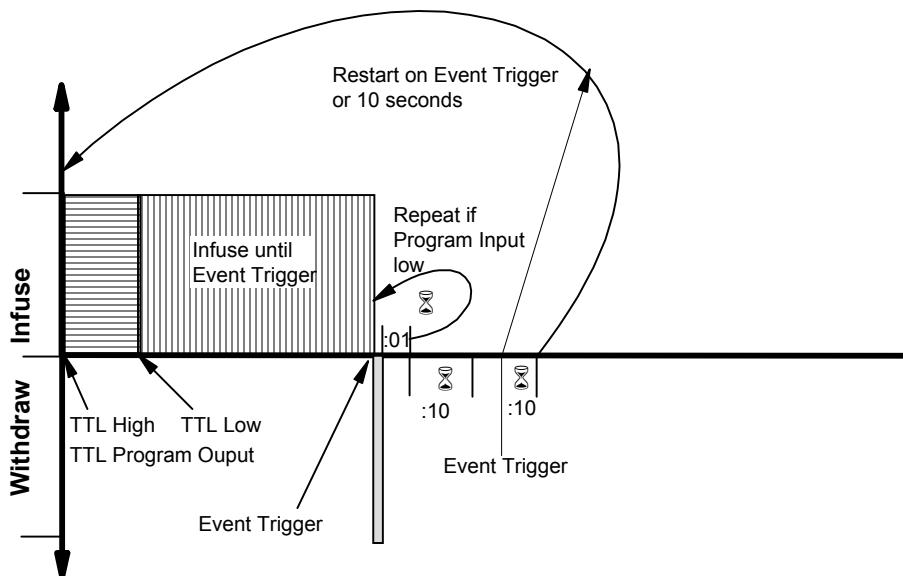 Restart on Event Trigger
or 10 seconds
Infuse
Infuse until
Event Trigger
Repeat if
Program Input
low
:01
:10
:10
Withdraw
TTL High
TTL Low
TTL Program Ouput
Event Trigger
Event Trigger